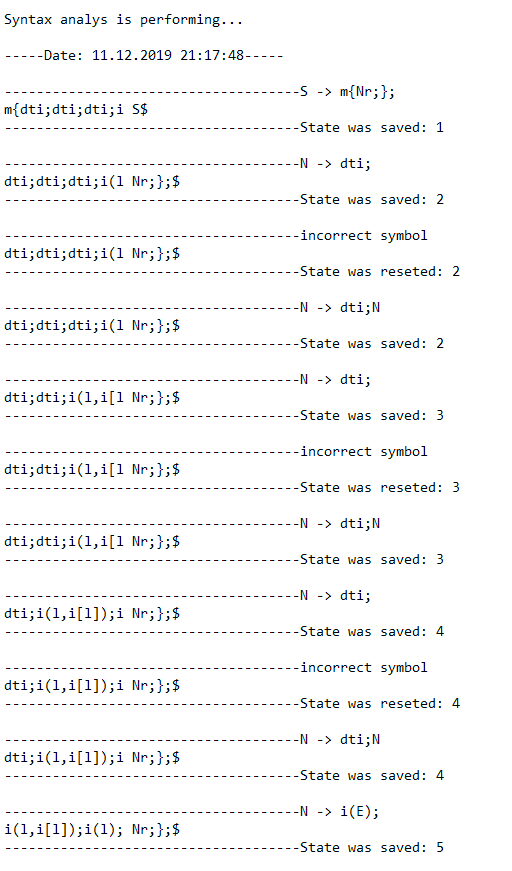 Syntax analys is performing...
-----Date: 11.12.2019 21:17:48-----
-----------------------------------S -> m{Nr;};
m{dti;dti;dti;i S$
-----------------------------------State was saved: 1
-----------------------------------N -> dti;
dti;dti;dti;i(l Nr;};$
-----------------------------------State was saved: 2
-----------------------------------incorrect symbol
dti;dti;dti;i(l Nr;};$
-----------------------------------State was reseted: 2
-----------------------------------N -> dti;N
dti;dti;dti;i(l Nr;};$
-----------------------------------State was saved: 2
-----------------------------------N -> dti;
dti;dti;i(l,i[l Nr;};$
-----------------------------------State was saved: 3
-----------------------------------incorrect symbol
dti;dti;i(l,i[l Nr;};$
-----------------------------------State was reseted: 3
-----------------------------------N -> dti;N
dti;dti;i(l,i[l Nr;};$
-----------------------------------State was saved: 3
-----------------------------------N -> dti;
dti;i(l,i[l]);i Nr;};$
-----------------------------------State was saved: 4
-----------------------------------incorrect symbol
dti;i(l,i[l]);i Nr;};$
-----------------------------------State was reseted: 4
-----------------------------------N -> dti;N
dti;i(l,i[l]);i Nr;};$
-----------------------------------State was saved: 4
-----------------------------------N -> i(E);
i(l,i[l]);i(l); Nr;};$
-----------------------------------State was saved: 5